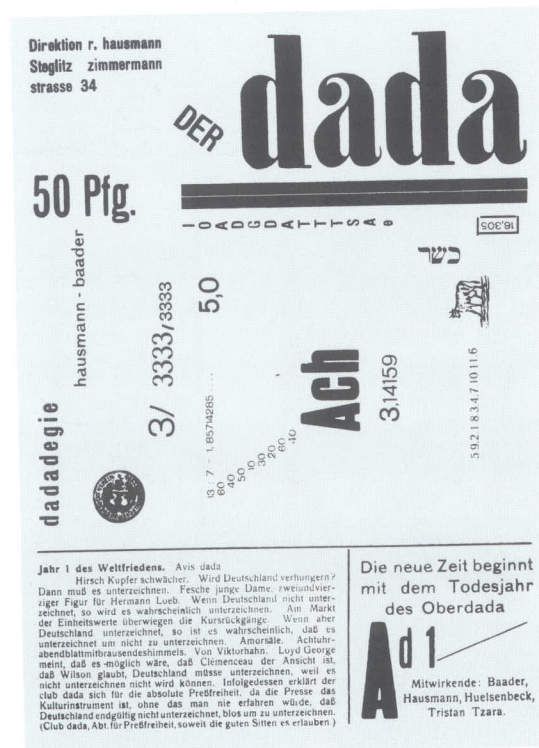 Direktion r. hausmann
Steglitz zimmermann
strasse 34
DER
dada
50 Pfg.
I O A D G D A T T T S A e
16,305
כשר
hausmann - baader
dadadegie
3/ 3333/3333
5,0
13 : 7 - 1,85714285 . . . .
60
40
50
10
30
20
60
40
Ach
3,14159
5 9.2.1 8 3.4.7 10 11.6
Jahr 1 des Weltfriedens. Avis dada
Hirsch Kupfer schwächer. Wird Deutschland verhungern?
Dann muß es unterzeichnen. Fesche junge Dame, zweiundvier-
ziger Figur für Hermann Loeb. Wenn Deutschland nicht unter-
zeichnet, so wird es wahrscheinlich unterzeichnen. Am Markt
der Einheitswerte überwiegen die Kursrückgänge. Wenn aber
Deutschland unterzeichnet, so ist es wahrscheinlich, daß es
unterzeichnet um nicht zu unterzeichnen. Amorsäle. Achtuhr-
abendblattmitbrausendeshimmels. Von Viktorhahn. Loyd George
meint, daß es möglich wäre, daß Clémenceau der Ansicht ist,
daß Wilson glaubt, Deutschland müsse unterzeichnen, weil es
nicht unterzeichnen nicht wird können. Infolgedessen erklärt der
club dada sich für die absolute Preßfreiheit, da die Presse das
Kulturinstrument ist, ohne das man nie erfahren würde, daß
Deutschland endgültig nicht unterzeichnet, blos um zu unterzeichnen.
(Club dada, Abt. für Preßfreiheit, soweit die guten Sitten es erlauben.)
Die neue Zeit beginnt
mit dem Todesjahr
des Oberdada
Ad 1
Mitwirkende: Baader,
Hausmann, Huelsenbeck,
Tristan Tzara.